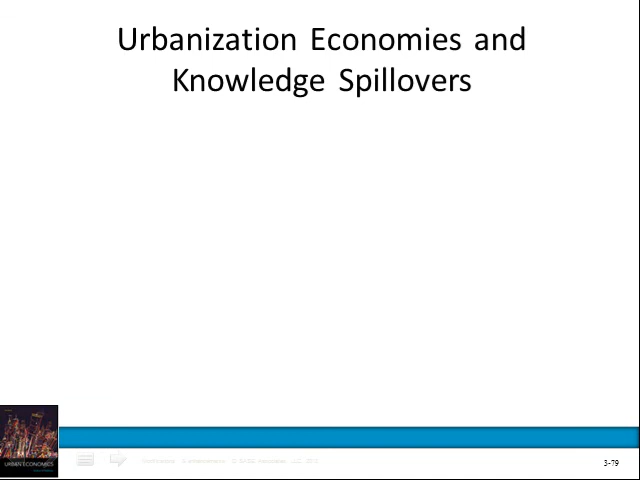 Urbanization Economies and
Knowledge Spillovers
URBAN ECONOMICS
3-79